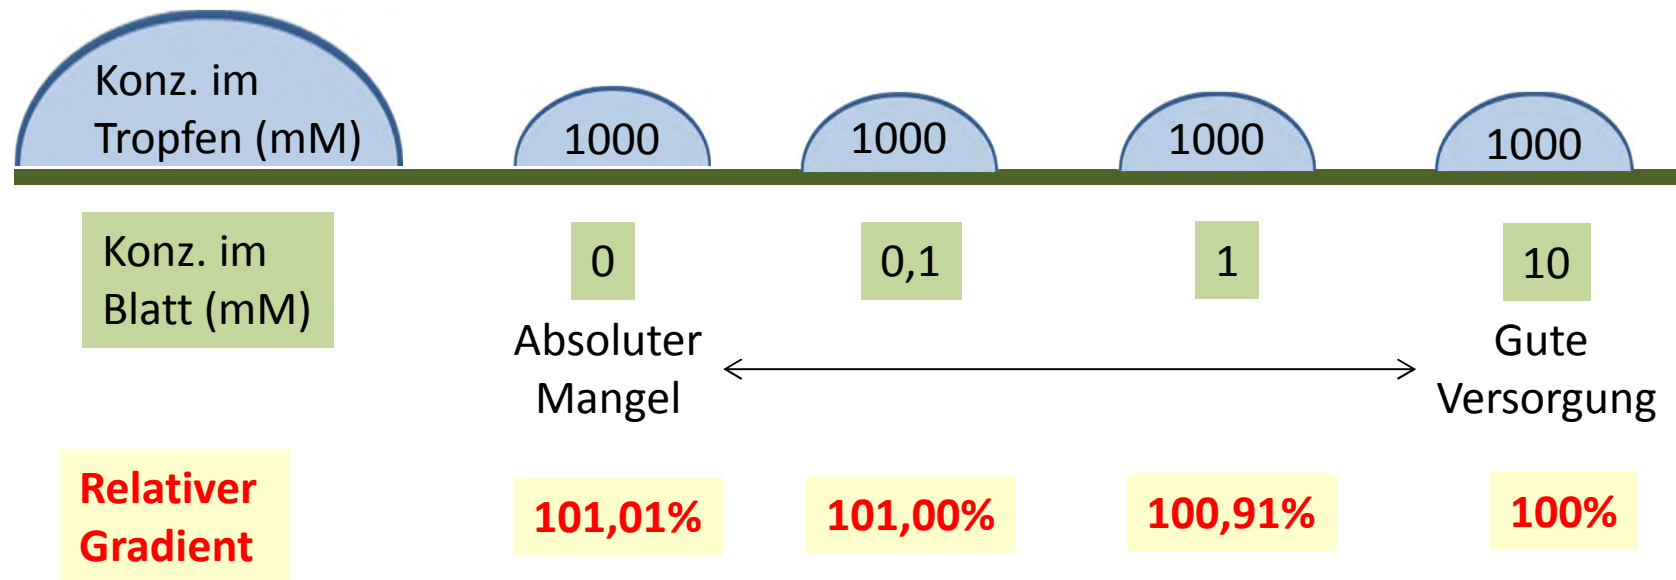 Konz. im
Tropfen (mM)
1000
1000
1000
1000
Konz. im
Blatt (mM)
0
0,1
1
10
Absoluter
Mangel
Gute
Versorgung
Relativer
Gradient
101,01%
101,00%
100,91%
100%